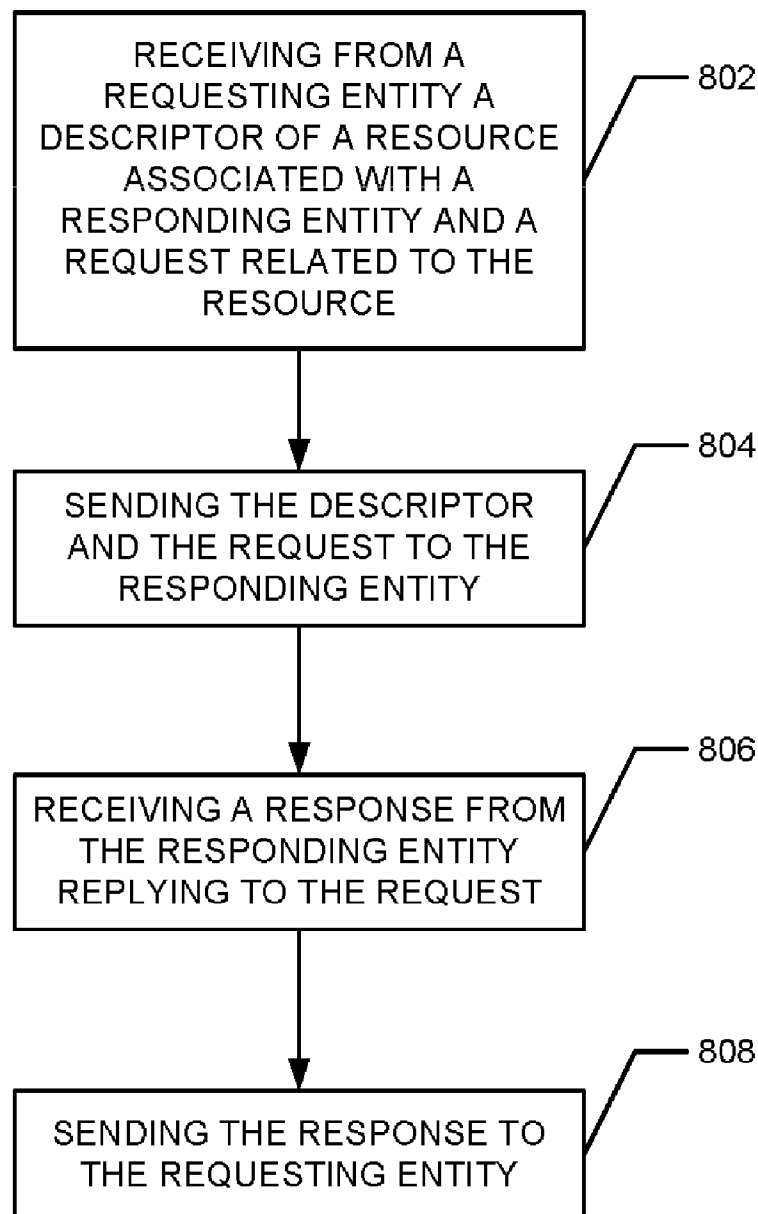 RECEIVING FROM A
REQUESTING ENTITY A
DESCRIPTOR OF A RESOURCE
ASSOCIATED WITH A
RESPONDING ENTITY AND A
REQUEST RELATED TO THE
RESOURCE
802
SENDING THE DESCRIPTOR
AND THE REQUEST TO THE
RESPONDING ENTITY
804
RECEIVING A RESPONSE FROM
THE RESPONDING ENTITY
REPLYING TO THE REQUEST
806
SENDING THE RESPONSE TO
THE REQUESTING ENTITY
808